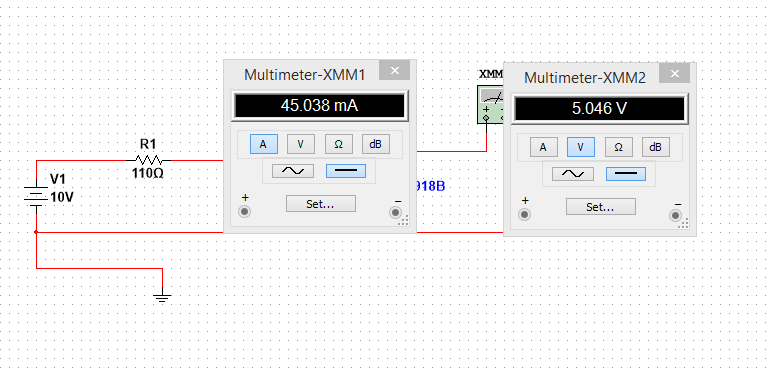 Multimeter-XMM1
45.038 mA
A V Ω dB
+ −
Set...
XMM
Multimeter-XMM2
5.046 V
A V Ω dB
+ −
Set...
R1
110Ω
V1
10V
918B